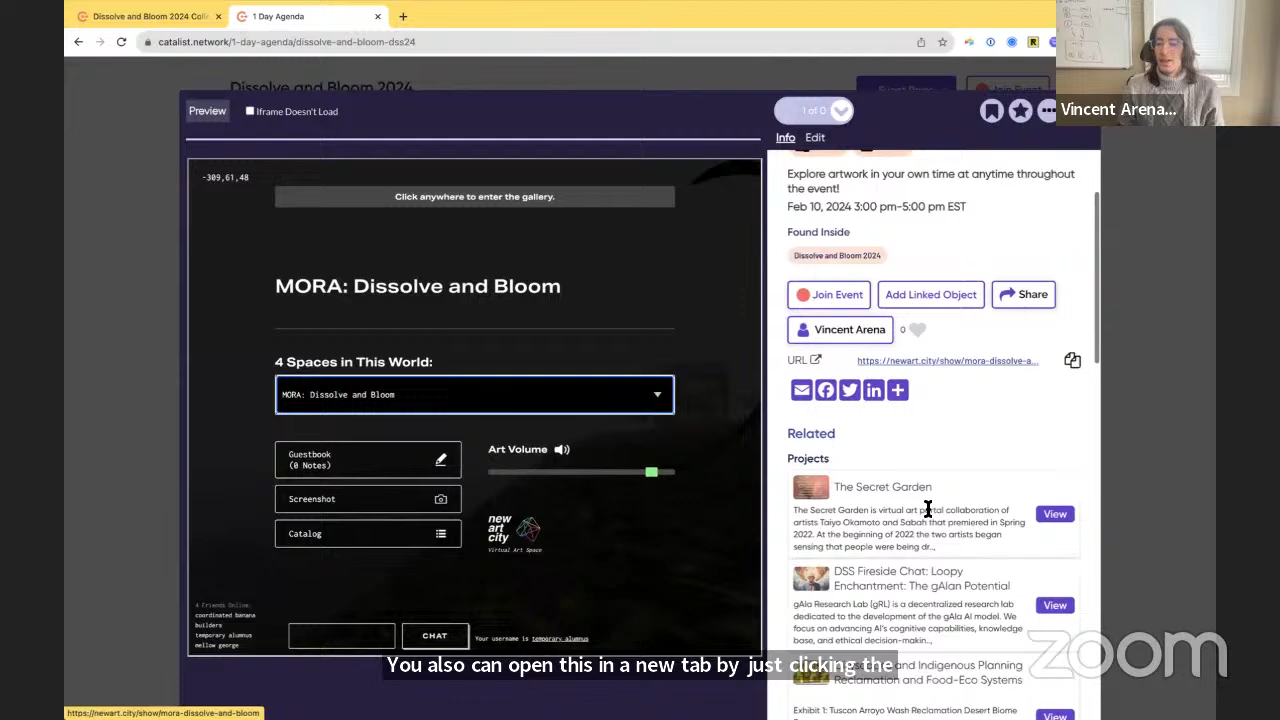 Dissolve and Bloom 2024 Colle
1 Day Agenda
catalist.network/1-day-agenda/dissolve-and-bloom-dss24
Dissolve and Bloom 2024
Event Page
Join Event
Vincent Arena...
Preview
Iframe Doesn't Load
1 of 0
Info
Edit
-309,61,48
Click anywhere to enter the gallery.
MORA: Dissolve and Bloom
4 Spaces in This World:
MORA: Dissolve and Bloom
Guestbook
(0 Notes)
Screenshot
Catalog
Art Volume
new
art
city
Virtual Art Space
4 Friends Online:
coordinated banana
builders
temporary alumnus
mellow george
CHAT
Your username is temporary alumnus
Explore artwork in your own time at anytime throughout
the event!
Feb 10, 2024 3:00 pm-5:00 pm EST
Found Inside
Dissolve and Bloom 2024
Join Event
Add Linked Object
Share
Vincent Arena
0
URL
https://newart.city/show/mora-dissolve-a...
Related
Projects
The Secret Garden
The Secret Garden is virtual art portal collaboration of
artists Taiyo Okamoto and Sabah that premiered in Spring
2022. At the beginning of 2022 the two artists began
sensing that people were being dr...
View
DSS Fireside Chat: Loopy
Enchantment: The gAIan Potential
gAIa Research Lab (gRL) is a decentralized research lab
dedicated to the development of the gAIa AI model. We
focus on advancing AI's cognitive capabilities, knowledge
base, and ethical decision-makin...
View
and Indigenous Planning
Reclamation and Food-Eco Systems
Exhibit 1: Tuscon Arroyo Wash Reclamation Desert Biome
View
zoom
You also can open this in a new tab by just clicking the
https://newart.city/show/mora-dissolve-and-bloom